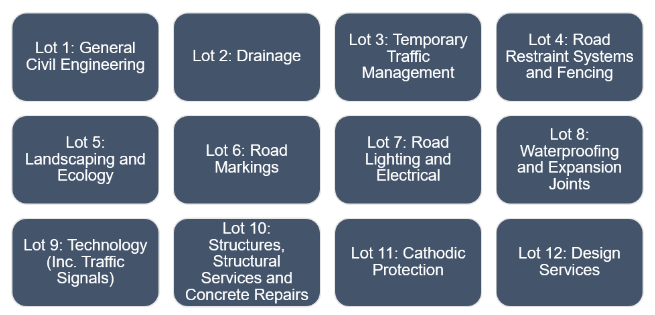 Lot 1: General
Civil Engineering
Lot 2: Drainage
Lot 3: Temporary
Traffic
Management
Lot 4: Road
Restraint Systems
and Fencing
Lot 5:
Landscaping and
Ecology
Lot 6: Road
Markings
Lot 7: Road
Lighting and
Electrical
Lot 8:
Waterproofing
and Expansion
Joints
Lot 9: Technology
(Inc. Traffic
Signals)
Lot 10:
Structures,
Structural
Services and
Concrete Repairs
Lot 11: Cathodic
Protection
Lot 12: Design
Services